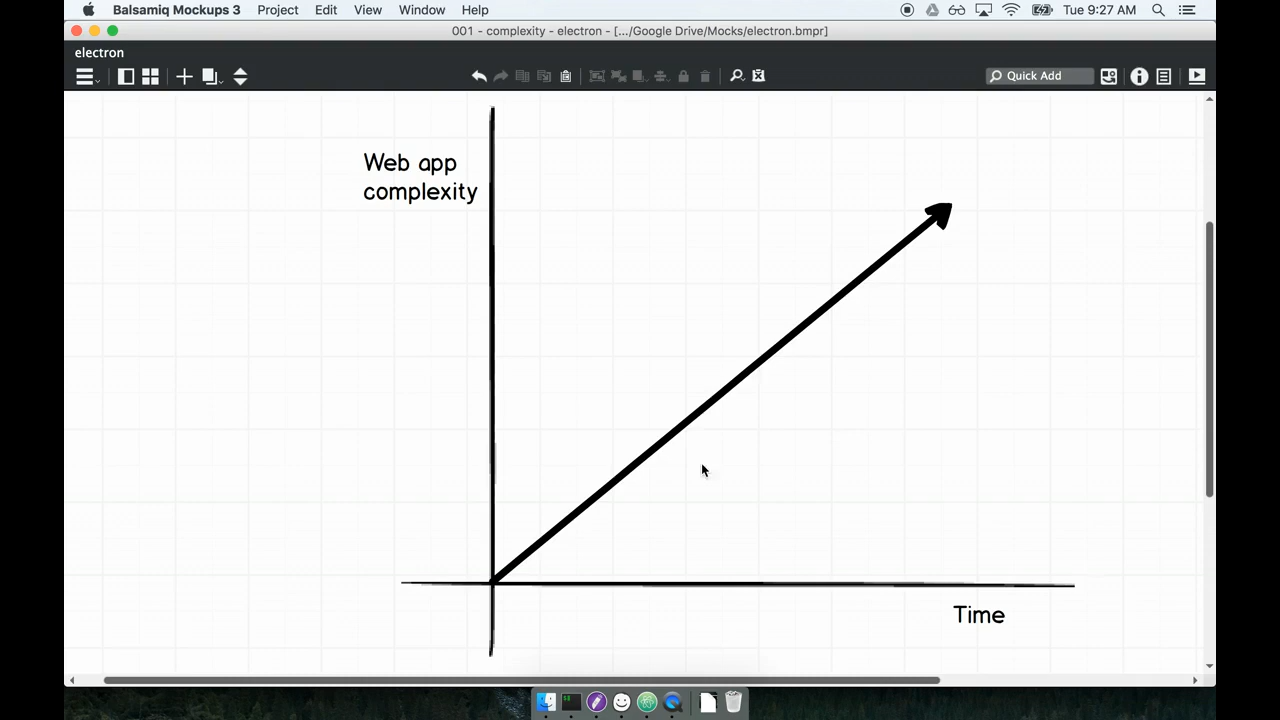 Balsamiq Mockups 3 Project Edit View Window Help Tue 9:27 AM
001 - complexity - electron - [.../Google Drive/Mocks/electron.bmpr]
electron
Quick Add
Web app
complexity
Time